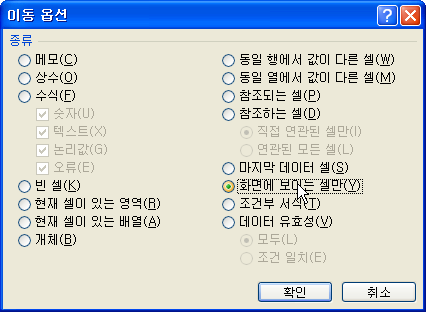 이동 옵션
종류
메모(C)
상수(O)
수식(F)
숫자(U)
텍스트(X)
논리값(G)
오류(E)
빈 셀(K)
현재 셀이 있는 영역(R)
현재 셀이 있는 배열(A)
개체(B)
동일 행에서 값이 다른 셀(W)
동일 열에서 값이 다른 셀(M)
참조되는 셀(P)
참조하는 셀(D)
직접 연관된 셀만(I)
연관된 모든 셀(L)
마지막 데이터 셀(S)
화면에 보이는 셀만(Y)
조건부 서식(T)
데이터 유효성(V)
모두(L)
조건 일치(E)
확인
취소